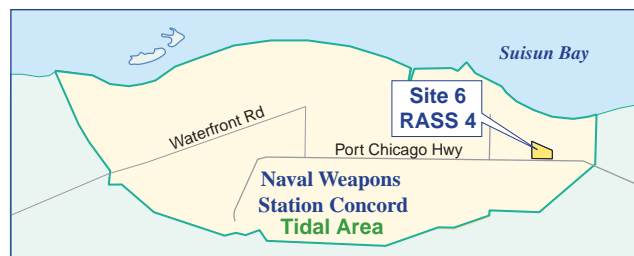 Suisun Bay
Site 6
RASS 4
Waterfront Rd
Port Chicago Hwy
Naval Weapons
Station Concord
Tidal Area